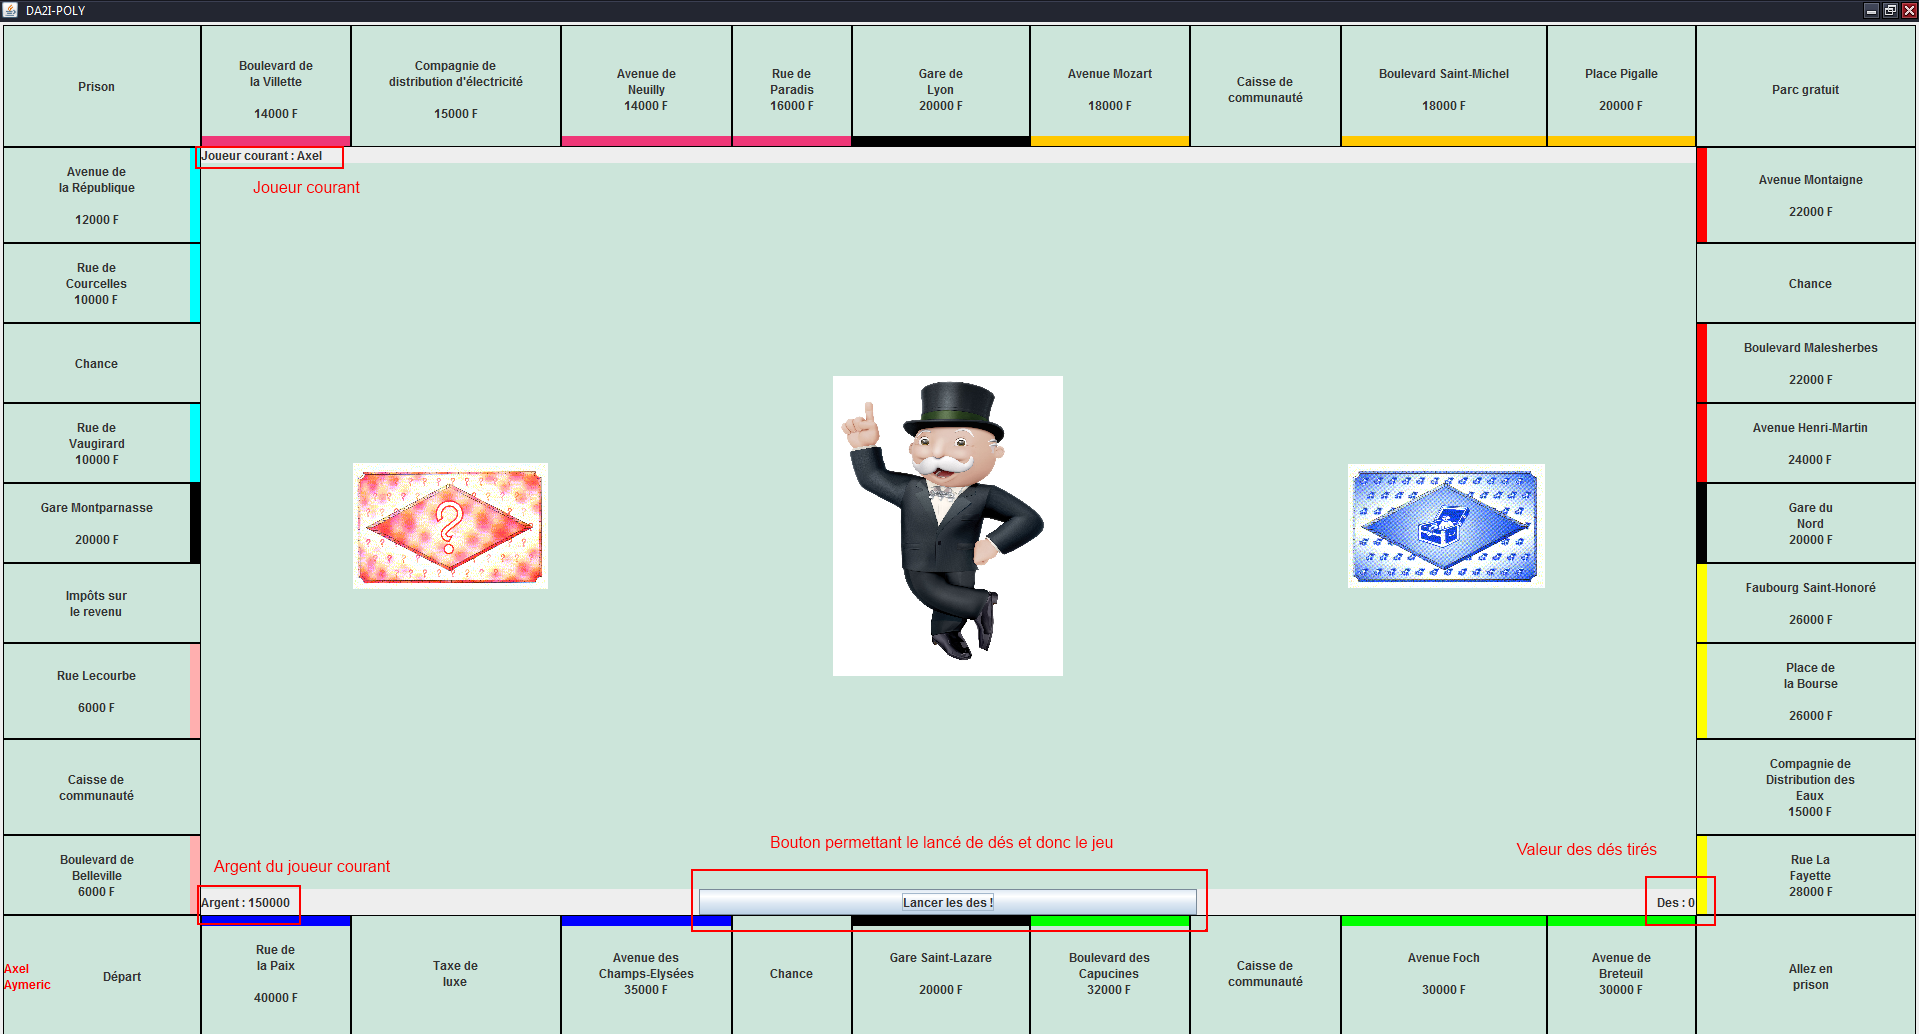 DA2I-POLY
Prison
Boulevard de
la Villette
14000 F
Compagnie de
distribution d'électricité
15000 F
Avenue de
Neuilly
14000 F
Rue de
Paradis
16000 F
Gare de
Lyon
20000 F
Avenue Mozart
18000 F
Caisse de
communauté
Boulevard Saint-Michel
18000 F
Place Pigalle
20000 F
Parc gratuit
Joueur courant : Axel
Joueur courant
Avenue de
la République
12000 F
Rue de
Courcelles
10000 F
Chance
Rue de
Vaugirard
10000 F
Gare Montparnasse
20000 F
Impôts sur
le revenu
Rue Lecourbe
6000 F
Caisse de
communauté
Boulevard de
Belleville
6000 F
?
Avenue Montaigne
22000 F
Chance
Boulevard Malesherbes
22000 F
Avenue Henri-Martin
24000 F
Gare du
Nord
20000 F
Faubourg Saint-Honoré
26000 F
Place de
la Bourse
26000 F
Compagnie de
Distribution des
Eaux
15000 F
Rue La
Fayette
28000 F
Argent du joueur courant
Bouton permettant le lancé de dés et donc le jeu
Valeur des dés tirés
Argent : 150000
Lancer les des !
Des : 0
Axel
Aymeric
Départ
Rue de
la Paix
40000 F
Taxe de
luxe
Avenue des
Champs-Elysées
35000 F
Chance
Gare Saint-Lazare
20000 F
Boulevard des
Capucines
32000 F
Caisse de
communauté
Avenue Foch
30000 F
Avenue de
Breteuil
30000 F
Allez en
prison